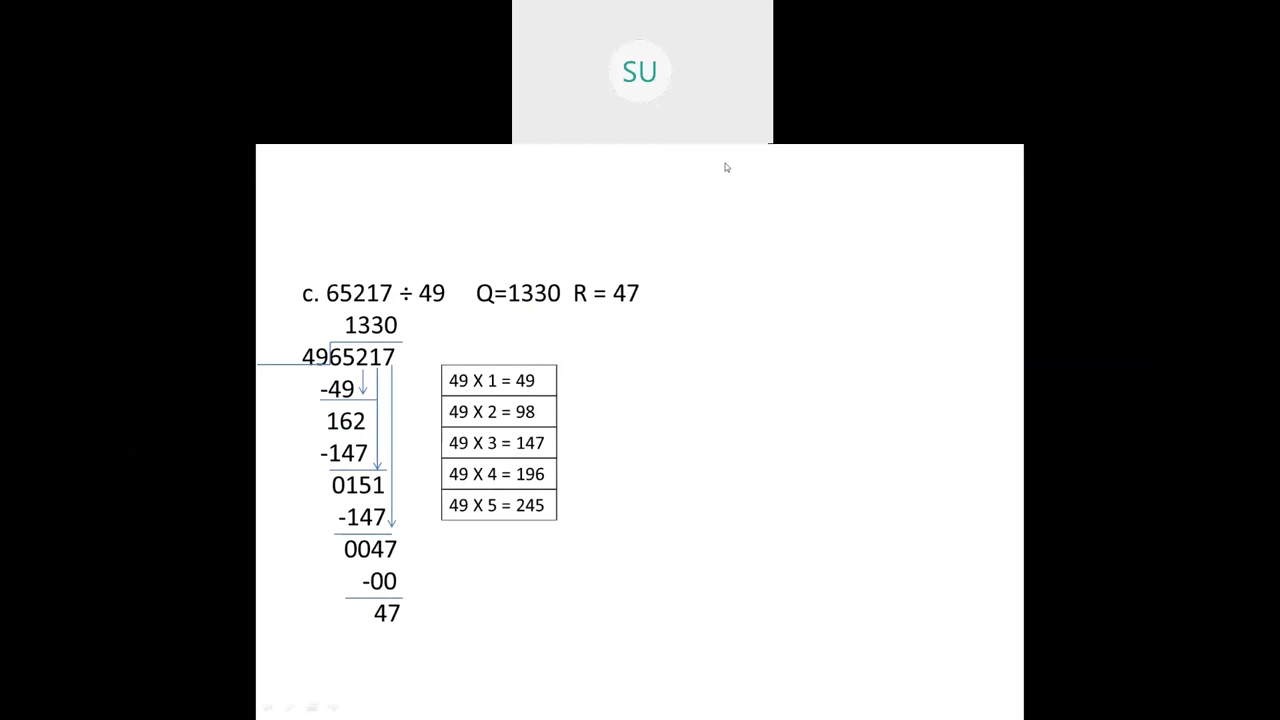 SU
c. 65217 ÷ 49 Q=1330 R = 47
1330
4965217
-49
162
-147
0151
-147
0047
-00
47
49 X 1 = 49
49 X 2 = 98
49 X 3 = 147
49 X 4 = 196
49 X 5 = 245